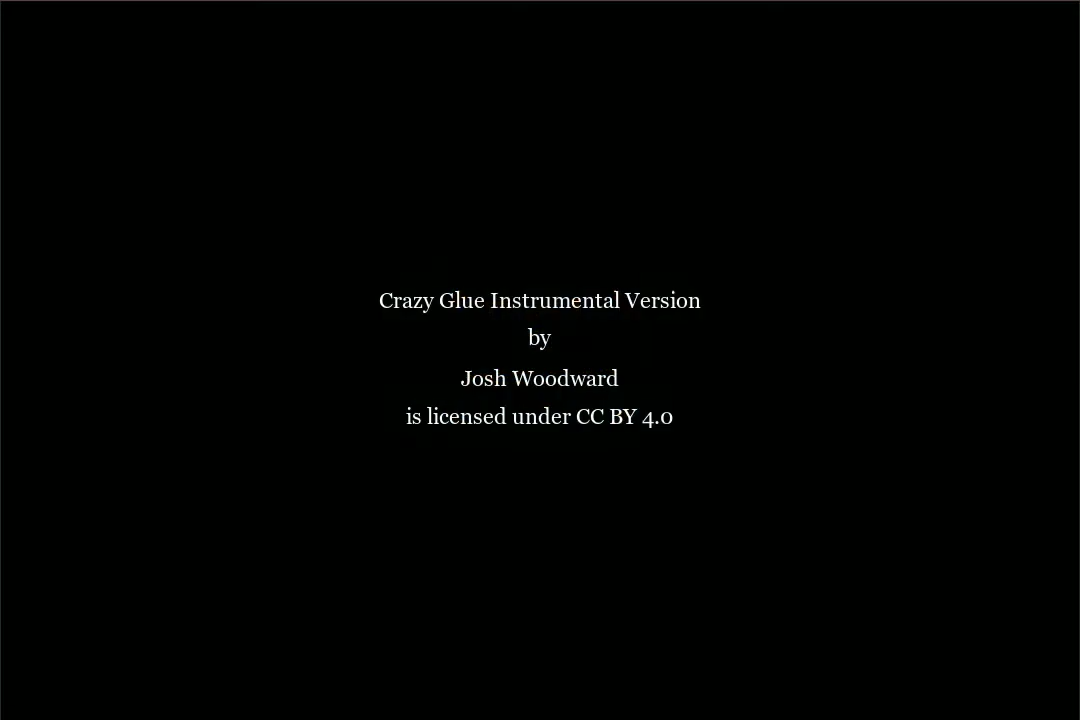 Crazy Glue Instrumental Version
by
Josh Woodward
is licensed under CC BY 4.0